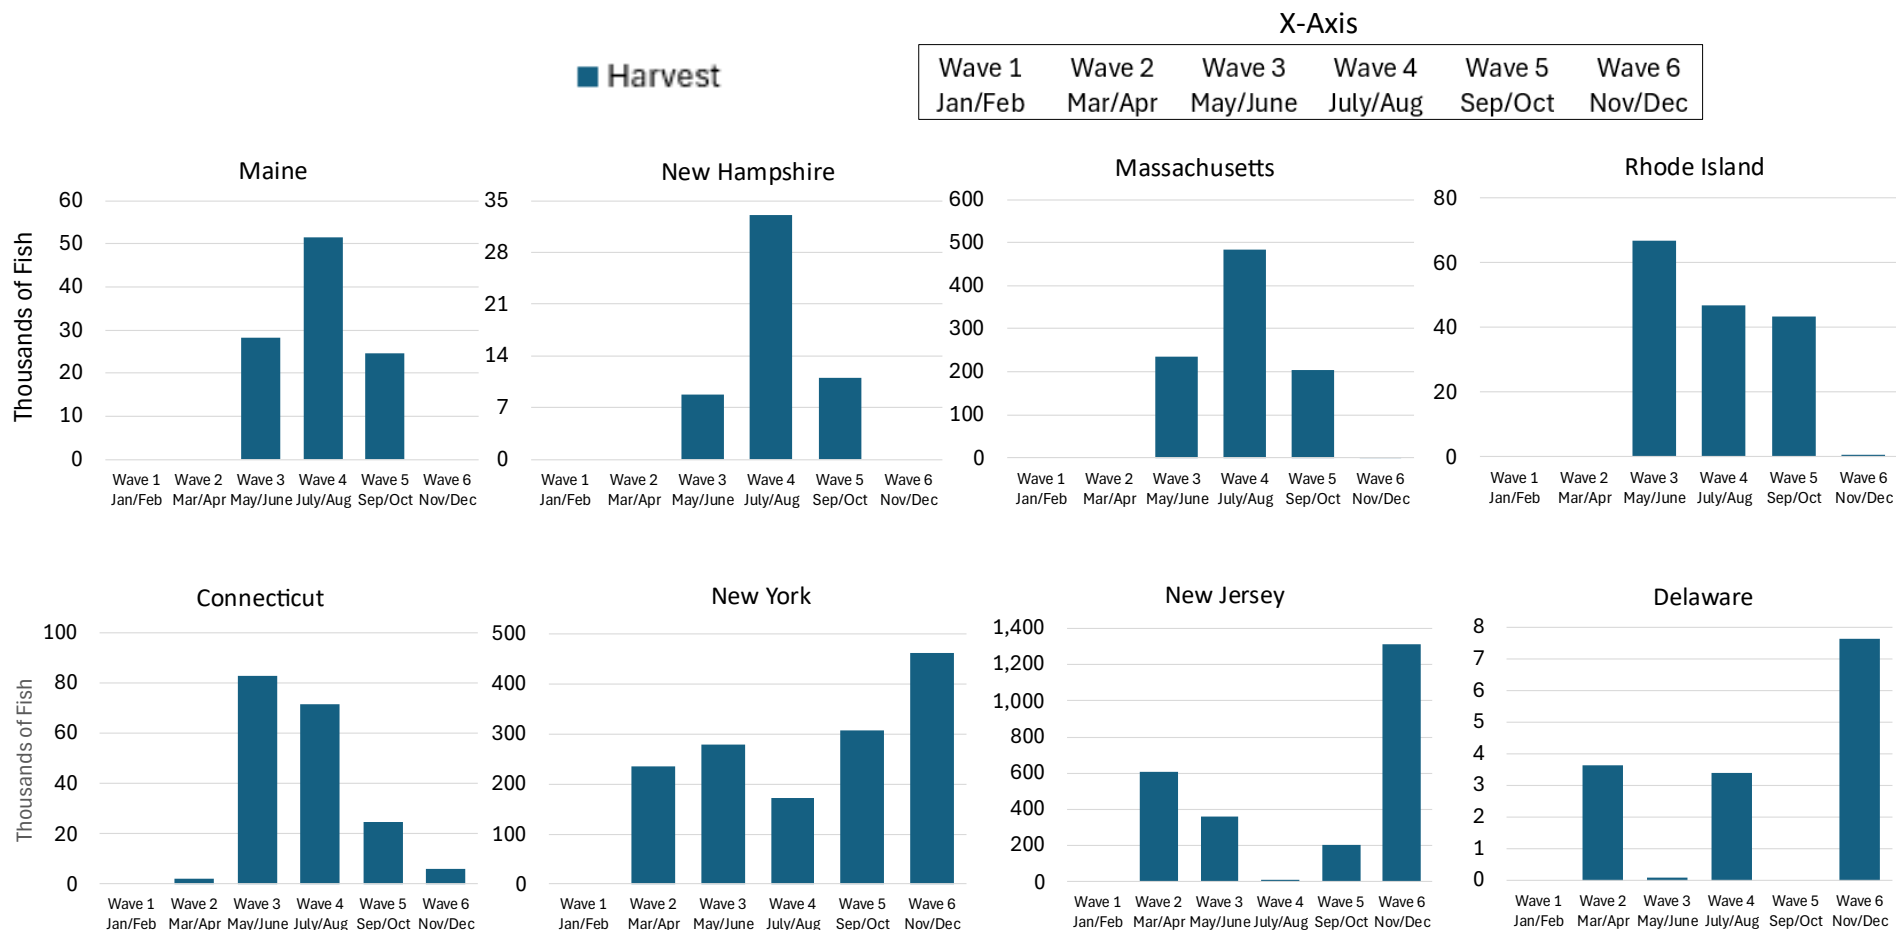 X-Axis
Harvest
Wave 1 Wave 2 Wave 3 Wave 4 Wave 5 Wave 6
Jan/Feb Mar/Apr May/June July/Aug Sep/Oct Nov/Dec
Maine
Thousands of Fish
60
50
40
30
20
10
0
Wave 1 Wave 2 Wave 3 Wave 4 Wave 5 Wave 6
Jan/Feb Mar/Apr May/June July/Aug Sep/Oct Nov/Dec
New Hampshire
35
28
21
14
7
0
Wave 1 Wave 2 Wave 3 Wave 4 Wave 5 Wave 6
Jan/Feb Mar/Apr May/June July/Aug Sep/Oct Nov/Dec
Massachusetts
600
500
400
300
200
100
0
Wave 1 Wave 2 Wave 3 Wave 4 Wave 5 Wave 6
Jan/Feb Mar/Apr May/June July/Aug Sep/Oct Nov/Dec
Rhode Island
80
60
40
20
0
Wave 1 Wave 2 Wave 3 Wave 4 Wave 5 Wave 6
Jan/Feb Mar/Apr May/June July/Aug Sep/Oct Nov/Dec
Connecticut
Thousands of Fish
100
80
60
40
20
0
Wave 1 Wave 2 Wave 3 Wave 4 Wave 5 Wave 6
Jan/Feb Mar/Apr May/June July/Aug Sep/Oct Nov/Dec
New York
500
400
300
200
100
0
Wave 1 Wave 2 Wave 3 Wave 4 Wave 5 Wave 6
Jan/Feb Mar/Apr May/June July/Aug Sep/Oct Nov/Dec
New Jersey
1,400
1,200
1,000
800
600
400
200
0
Wave 1 Wave 2 Wave 3 Wave 4 Wave 5 Wave 6
Jan/Feb Mar/Apr May/June July/Aug Sep/Oct Nov/Dec
Delaware
8
7
6
5
4
3
2
1
0
Wave 1 Wave 2 Wave 3 Wave 4 Wave 5 Wave 6
Jan/Feb Mar/Apr May/June July/Aug Sep/Oct Nov/Dec